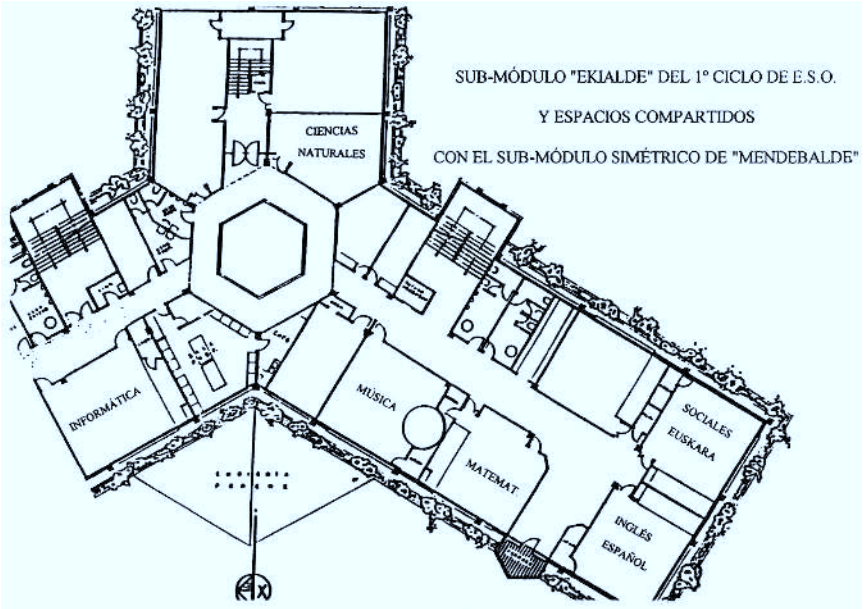 SUB-MÓDULO "EKIALDE" DEL 1º CICLO DE E.S.O.
Y ESPACIOS COMPARTIDOS
CON EL SUB-MÓDULO SIMÉTRICO DE "MENDEBALDE"
CIENCIAS
NATURALES
INFORMÁTICA
MÚSICA
MATEMAT.
SOCIALES
EUSKARA
INGLÉS
ESPAÑOL